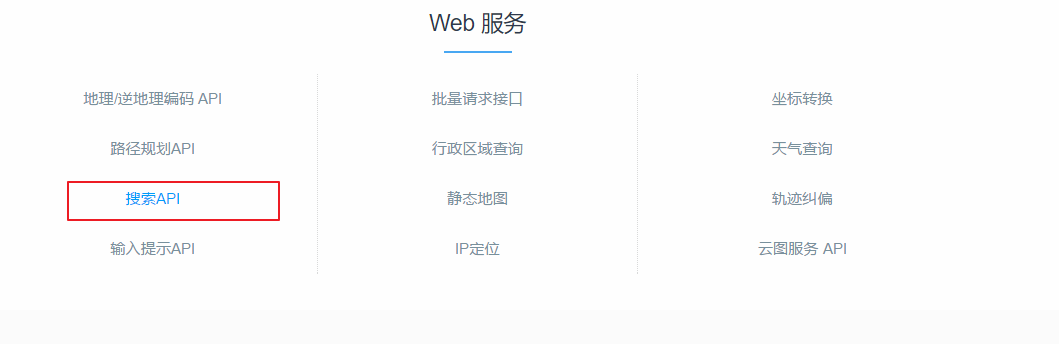 Web 服务
地理/逆地理编码 API
批量请求接口
坐标转换
路径规划API
行政区域查询
天气查询
搜索API
静态地图
轨迹纠偏
输入提示API
IP定位
云图服务 API